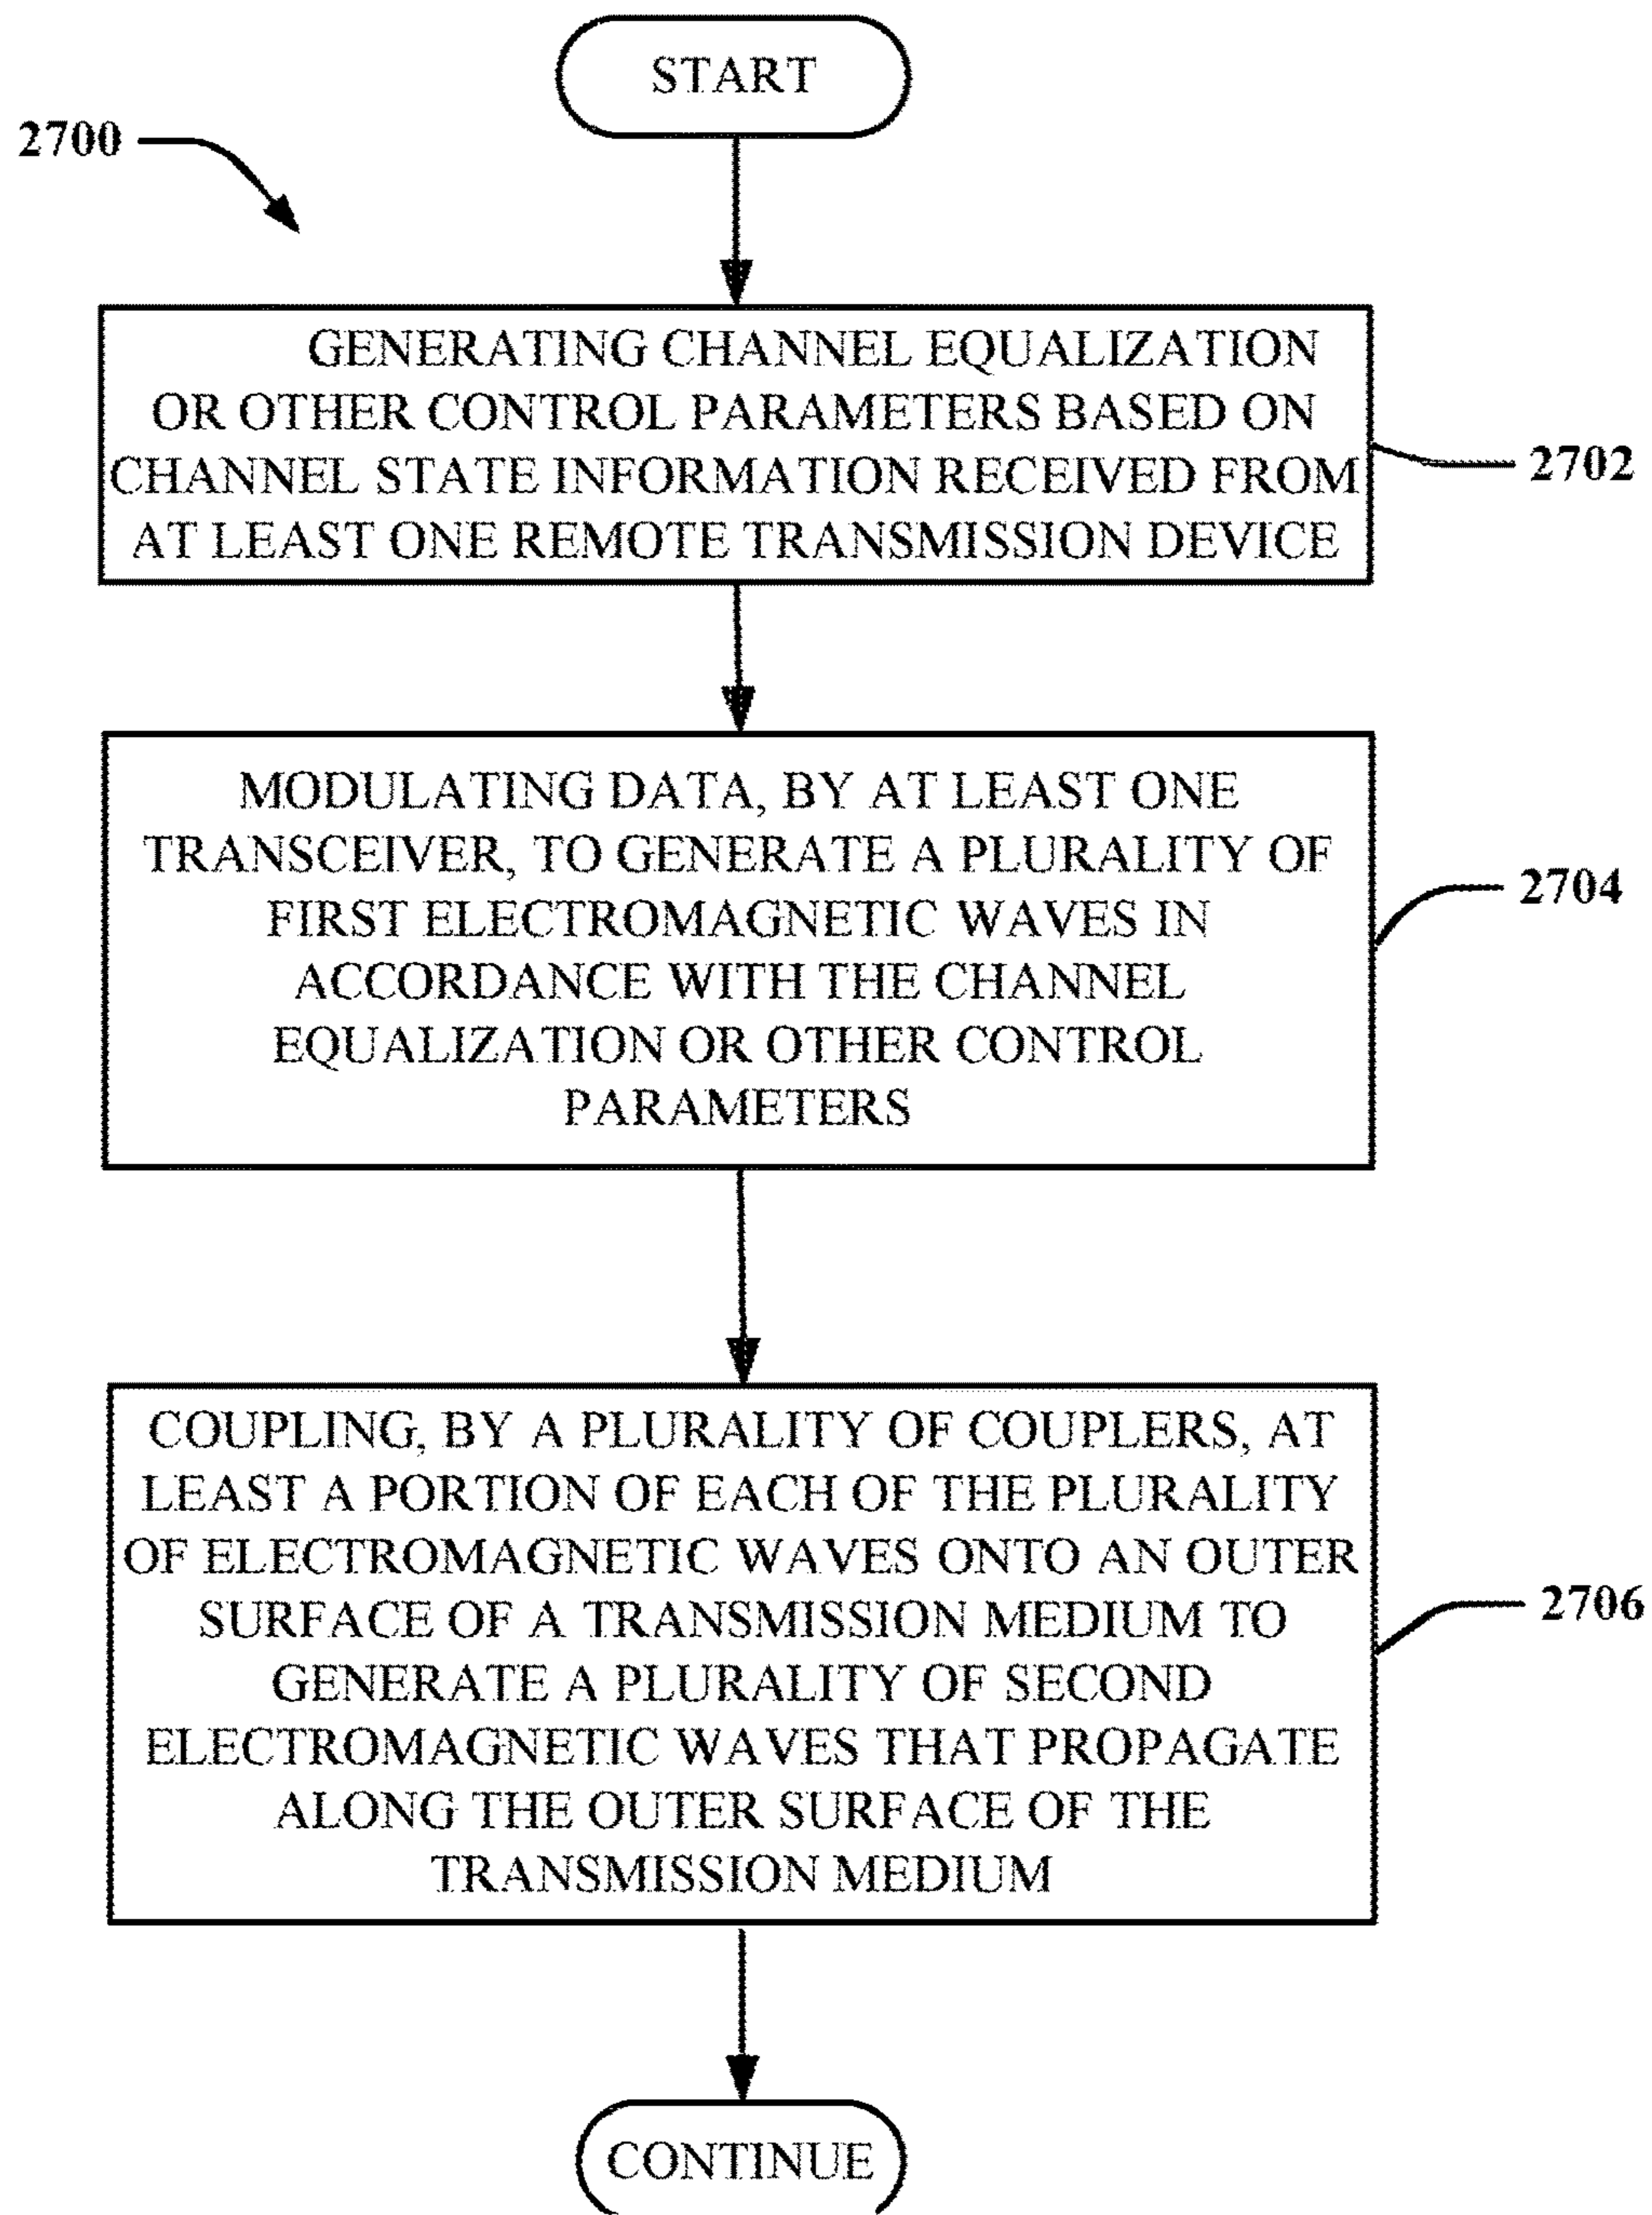 START
2700
GENERATING CHANNEL EQUALIZATION
OR OTHER CONTROL PARAMETERS BASED ON
CHANNEL STATE INFORMATION RECEIVED FROM
AT LEAST ONE REMOTE TRANSMISSION DEVICE
2702
MODULATING DATA, BY AT LEAST ONE
TRANSCEIVER, TO GENERATE A PLURALITY OF
FIRST ELECTROMAGNETIC WAVES IN
ACCORDANCE WITH THE CHANNEL
EQUALIZATION OR OTHER CONTROL
PARAMETERS
2704
COUPLING, BY A PLURALITY OF COUPLERS, AT
LEAST A PORTION OF EACH OF THE PLURALITY
OF ELECTROMAGNETIC WAVES ONTO AN OUTER
SURFACE OF A TRANSMISSION MEDIUM TO
GENERATE A PLURALITY OF SECOND
ELECTROMAGNETIC WAVES THAT PROPAGATE
ALONG THE OUTER SURFACE OF THE
TRANSMISSION MEDIUM
2706
CONTINUE